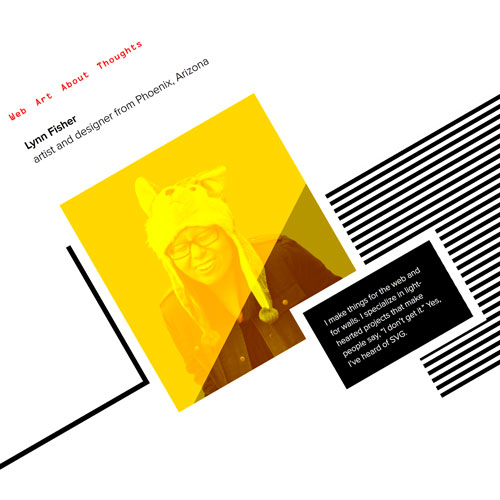 Web Art About Thoughts
Lynn Fisher
artist and designer from Phoenix, Arizona
I make things for the web and
for walls. I specialize in light-
hearted projects that make
people say, "I don't get it." Yes,
I've heard of SVG.